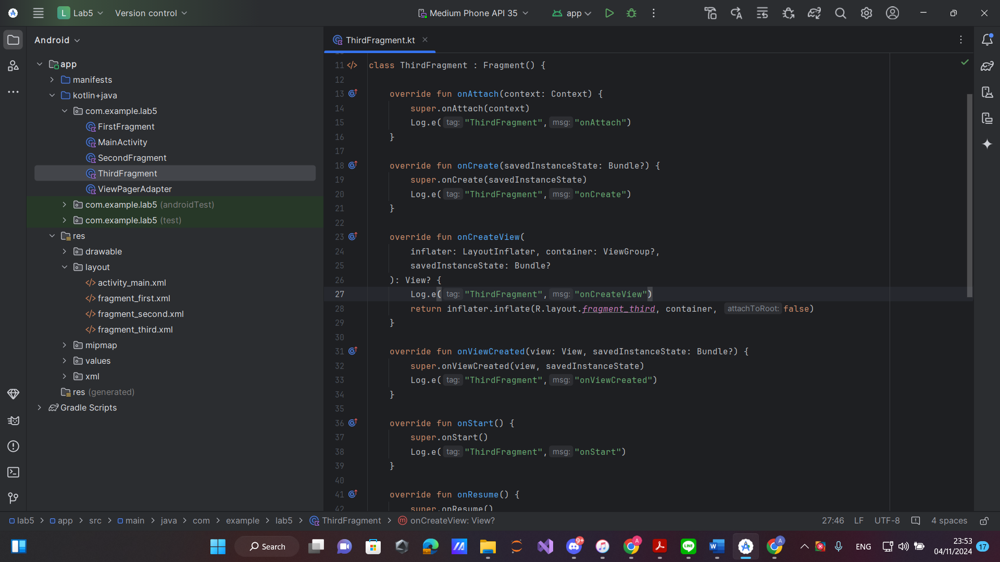 L Lab5 Version control Medium Phone API 35 app
Android
ThirdFragment.kt
app
manifests
kotlin+java
com.example.lab5
FirstFragment
MainActivity
SecondFragment
ThirdFragment
ViewPagerAdapter
com.example.lab5 (androidTest)
com.example.lab5 (test)
res
drawable
layout
activity_main.xml
fragment_first.xml
fragment_second.xml
fragment_third.xml
mipmap
values
xml
res (generated)
Gradle Scripts
11 class ThirdFragment : Fragment() {
12
13 override fun onAttach(context: Context) {
14 super.onAttach(context)
15 Log.e( tag: "ThirdFragment", msg: "onAttach")
16 }
17
18 override fun onCreate(savedInstanceState: Bundle?) {
19 super.onCreate(savedInstanceState)
20 Log.e( tag: "ThirdFragment", msg: "onCreate")
21 }
22
23 override fun onCreateView(
24 inflater: LayoutInflater, container: ViewGroup?,
25 savedInstanceState: Bundle?
26 ): View? {
27 Log.e( tag: "ThirdFragment", msg: "onCreateView")
28 return inflater.inflate(R.layout.fragment_third, container, attachToRoot: false)
29 }
30
31 override fun onViewCreated(view: View, savedInstanceState: Bundle?) {
32 super.onViewCreated(view, savedInstanceState)
33 Log.e( tag: "ThirdFragment", msg: "onViewCreated")
34 }
35
36 override fun onStart() {
37 super.onStart()
38 Log.e( tag: "ThirdFragment", msg: "onStart")
39 }
40
41 override fun onResume() {
42 super.onResume()
lab5 > app > src > main > java > com > example > lab5 > ThirdFragment > m onCreateView: View? 27:46 LF UTF-8 4 spaces
Search 9+ A LINE W A ENG 23:53
04/11/2024 17